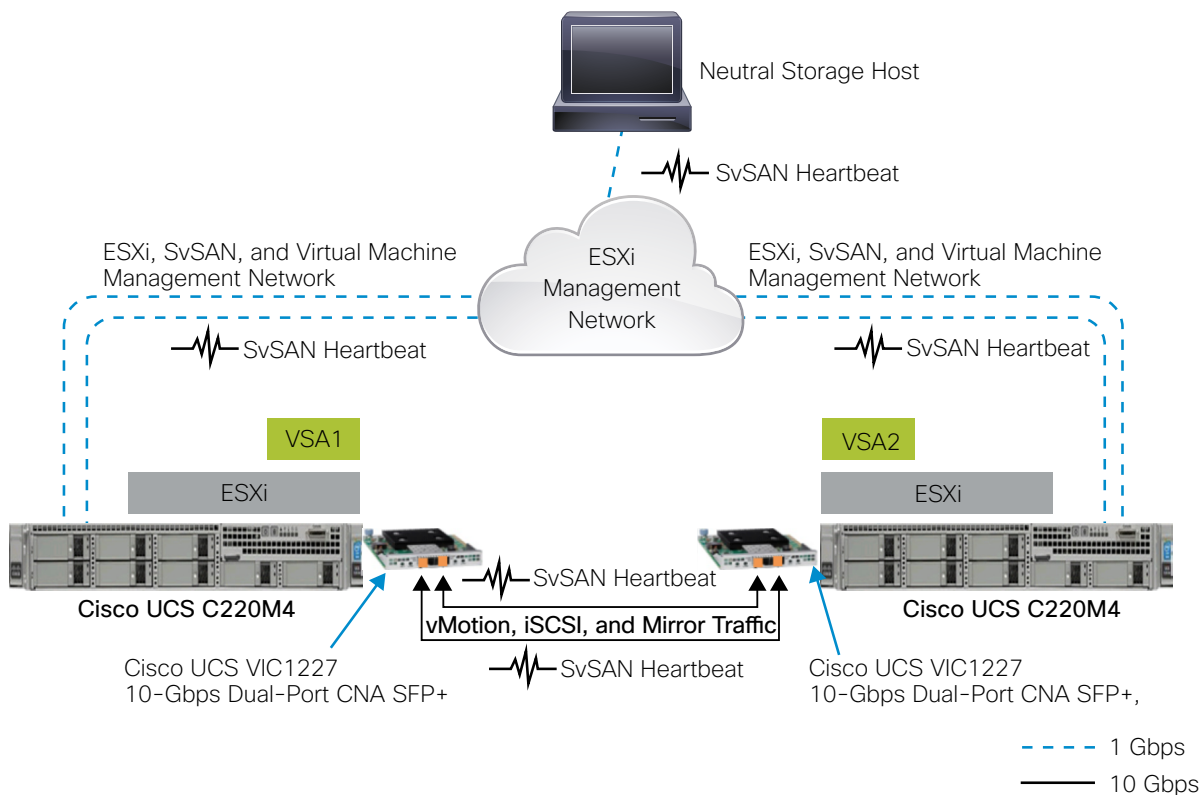 Neutral Storage Host
SvSAN Heartbeat
ESXi, SvSAN, and Virtual Machine
Management Network
ESXi
Management
Network
ESXi, SvSAN, and Virtual Machine
Management Network
SvSAN Heartbeat
SvSAN Heartbeat
VSA1
VSA2
ESXi
ESXi
Cisco UCS C220M4
SvSAN Heartbeat
Cisco UCS C220M4
vMotion, iSCSI, and Mirror Traffic
SvSAN Heartbeat
Cisco UCS VIC1227
10-Gbps Dual-Port CNA SFP+
Cisco UCS VIC1227
10-Gbps Dual-Port CNA SFP+,
1 Gbps
10 Gbps